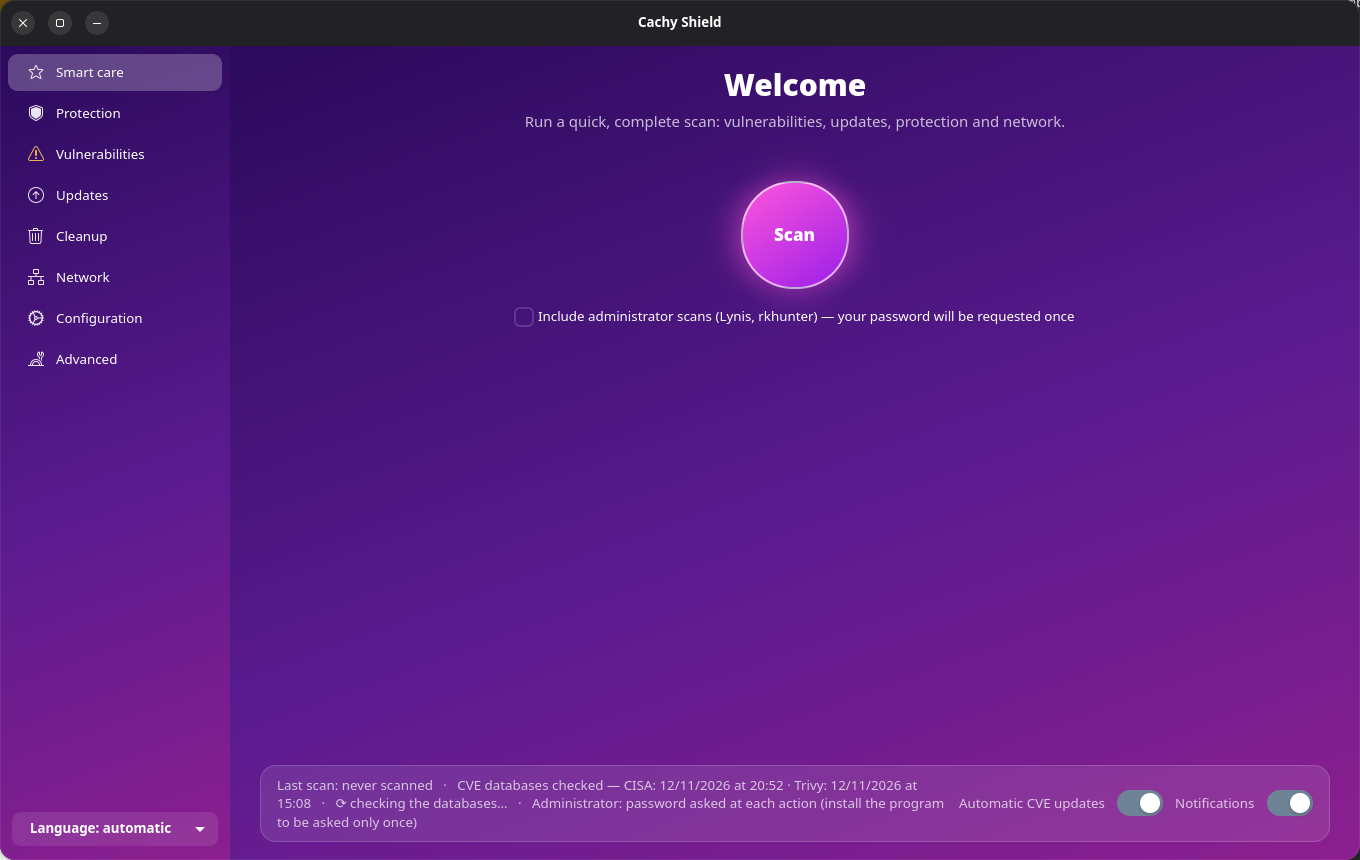 Cachy Shield
Smart care
Protection
Vulnerabilities
Updates
Cleanup
Network
Configuration
Advanced
Language: automatic
Welcome
Run a quick, complete scan: vulnerabilities, updates, protection and network.
Scan
Include administrator scans (Lynis, rkhunter) — your password will be requested once
Last scan: never scanned · CVE databases checked — CISA: 12/11/2026 at 20:52 · Trivy: 12/11/2026 at
15:08 · ⟳ checking the databases… · Administrator: password asked at each action (install the program
to be asked only once)
Automatic CVE updates
Notifications